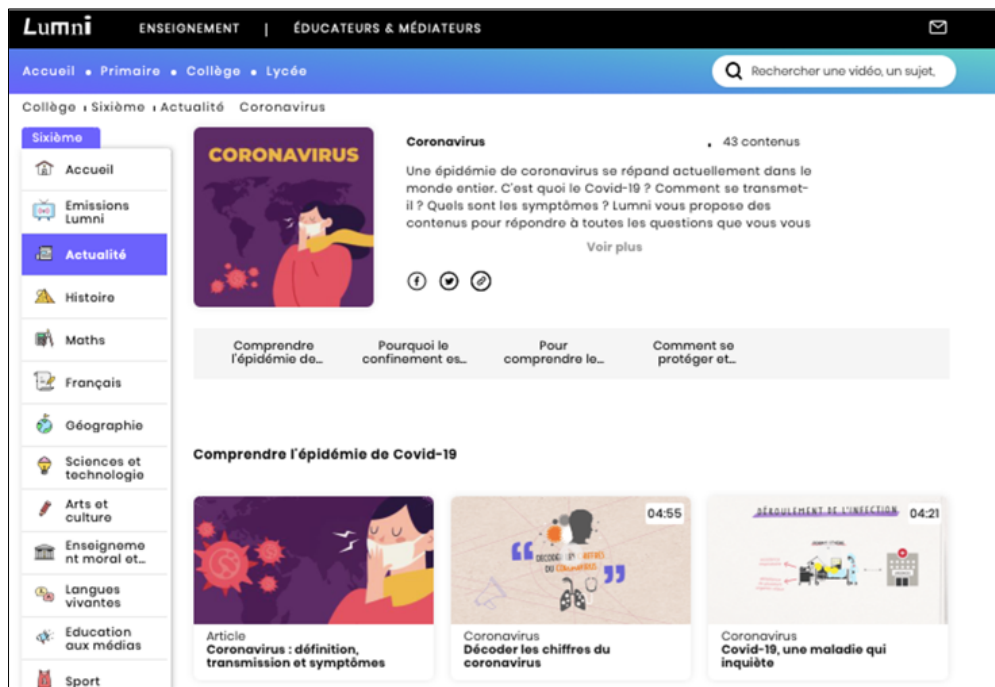 Lumni ENSEIGNEMENT | ÉDUCATEURS & MÉDIATEURS
Accueil • Primaire • Collège • Lycée
Rechercher une vidéo, un sujet,
Collège Sixième Actualité Coronavirus
Sixième
Accueil
Emissions
Lumni
Actualité
Histoire
Maths
Français
Géographie
Sciences et
technologie
Arts et
culture
Enseigneme
nt moral et...
Langues
vivantes
Education
aux médias
Sport
CORONAVIRUS
Coronavirus
43 contenus
Une épidémie de coronavirus se répand actuellement dans le
monde entier. C'est quoi le Covid-19 ? Comment se transmet-
il ? Quels sont les symptômes ? Lumni vous propose des
contenus pour répondre à toutes les questions que vous vous
Voir plus
Comprendre
l'épidémie de...
Pourquoi le
confinement es...
Pour
comprendre le...
Comment se
protéger et...
Comprendre l'épidémie de Covid-19
Article
Coronavirus : définition,
transmission et symptômes
04:55
DU CORONAVIRUS
Coronavirus
Décoder les chiffres du
coronavirus
DÉROULEMENT DE L'INFECTION
04:21
Coronavirus
Covid-19, une maladie qui
inquiète